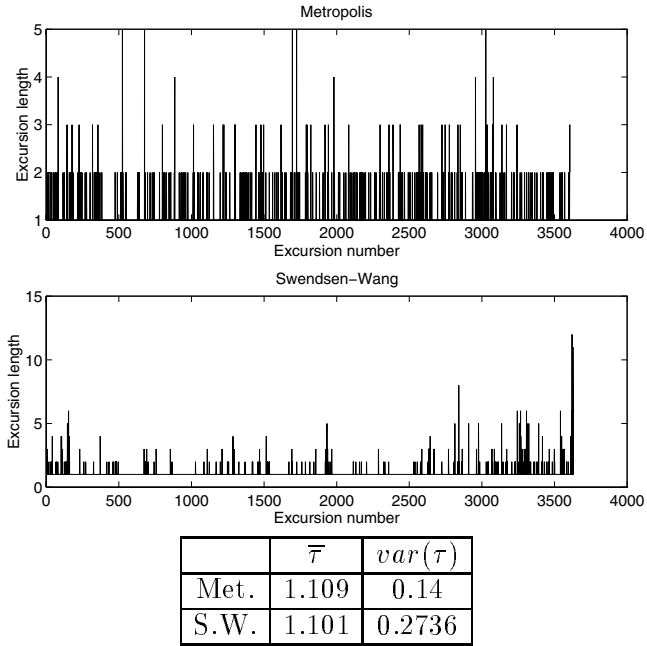 Metropolis
5
4
3
2
1
Excursion length
0 500 1000 1500 2000 2500 3000 3500 4000
Excursion number
Swendsen−Wang
15
10
5
0
Excursion length
0 500 1000 1500 2000 2500 3000 3500 4000
Excursion number
τ̅ var(τ)
Met. 1.109 0.14
S.W. 1.101 0.2736